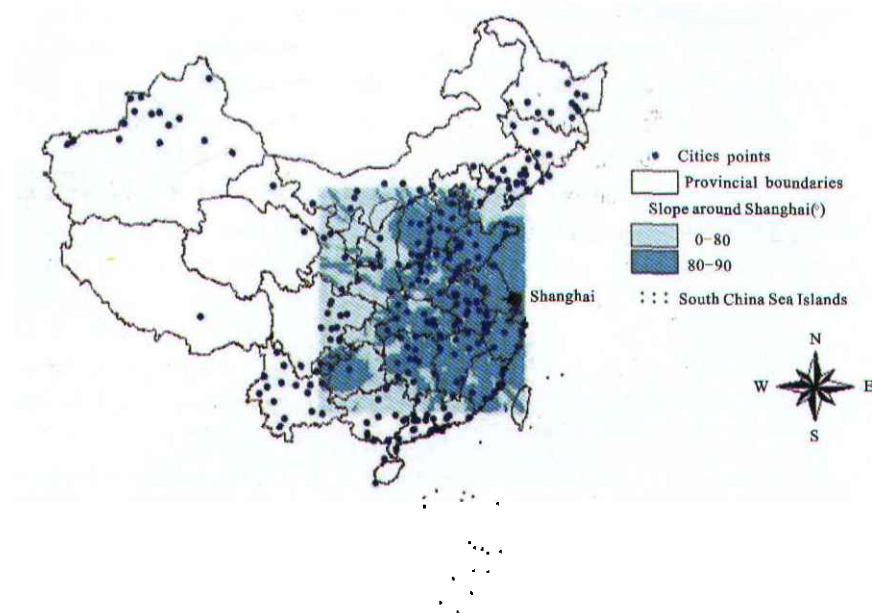 Cities points
Provincial boundaries
Slope around Shanghai(°)
0-80
80-90
South China Sea Islands
Shanghai
N
W
E
S